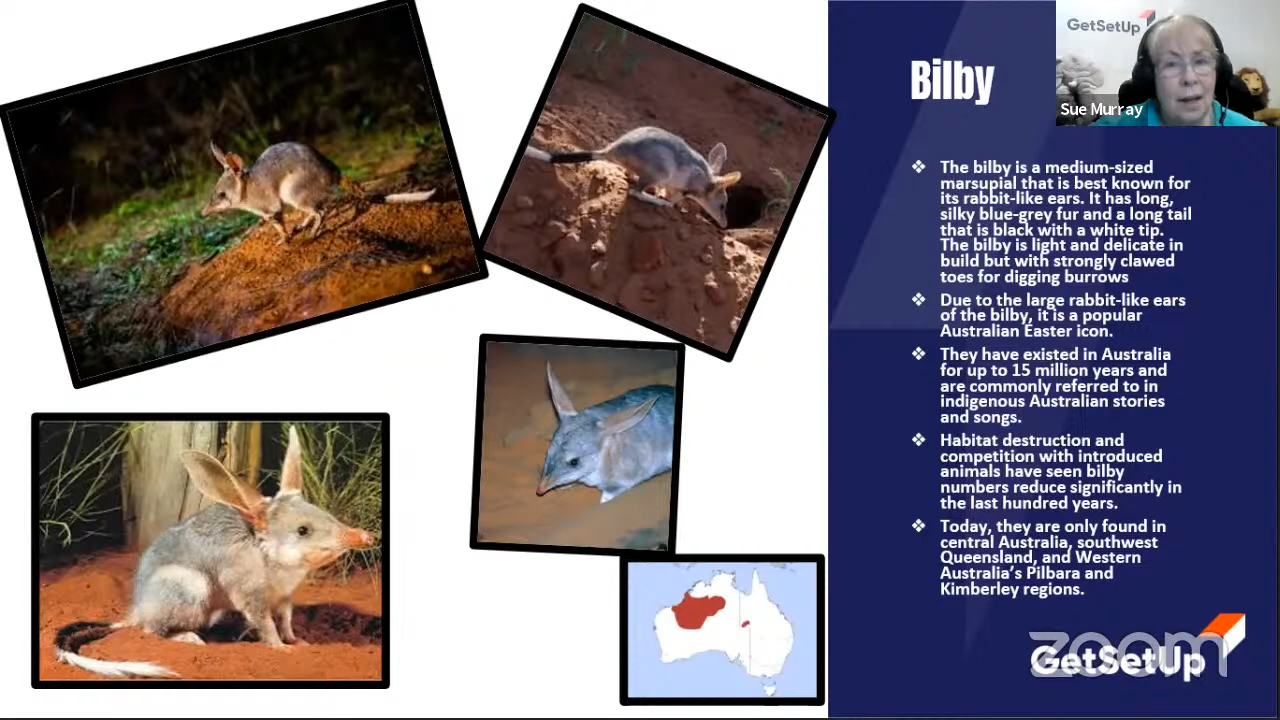 GetSetUp
Sue Murray
Bilby
❖ The bilby is a medium-sized
marsupial that is best known for
its rabbit-like ears. It has long,
silky blue-grey fur and a long tail
that is black with a white tip.
The bilby is light and delicate in
build but with strongly clawed
toes for digging burrows
❖ Due to the large rabbit-like ears
of the bilby, it is a popular
Australian Easter icon.
❖ They have existed in Australia
for up to 15 million years and
are commonly referred to in
indigenous Australian stories
and songs.
❖ Habitat destruction and
competition with introduced
animals have seen bilby
numbers reduce significantly in
the last hundred years.
❖ Today, they are only found in
central Australia, southwest
Queensland, and Western
Australia’s Pilbara and
Kimberley regions.
zoom
GetSetUp